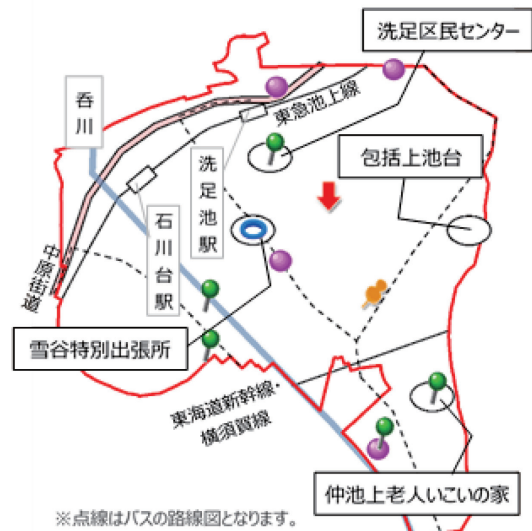 洗足区民センター
呑川
東急池上線
包括上池台
洗足池駅
石川台駅
中原街道
雪谷特別出張所
東海道新幹線・
横須賀線
仲池上老人いこいの家
※点線はバスの路線図となります。